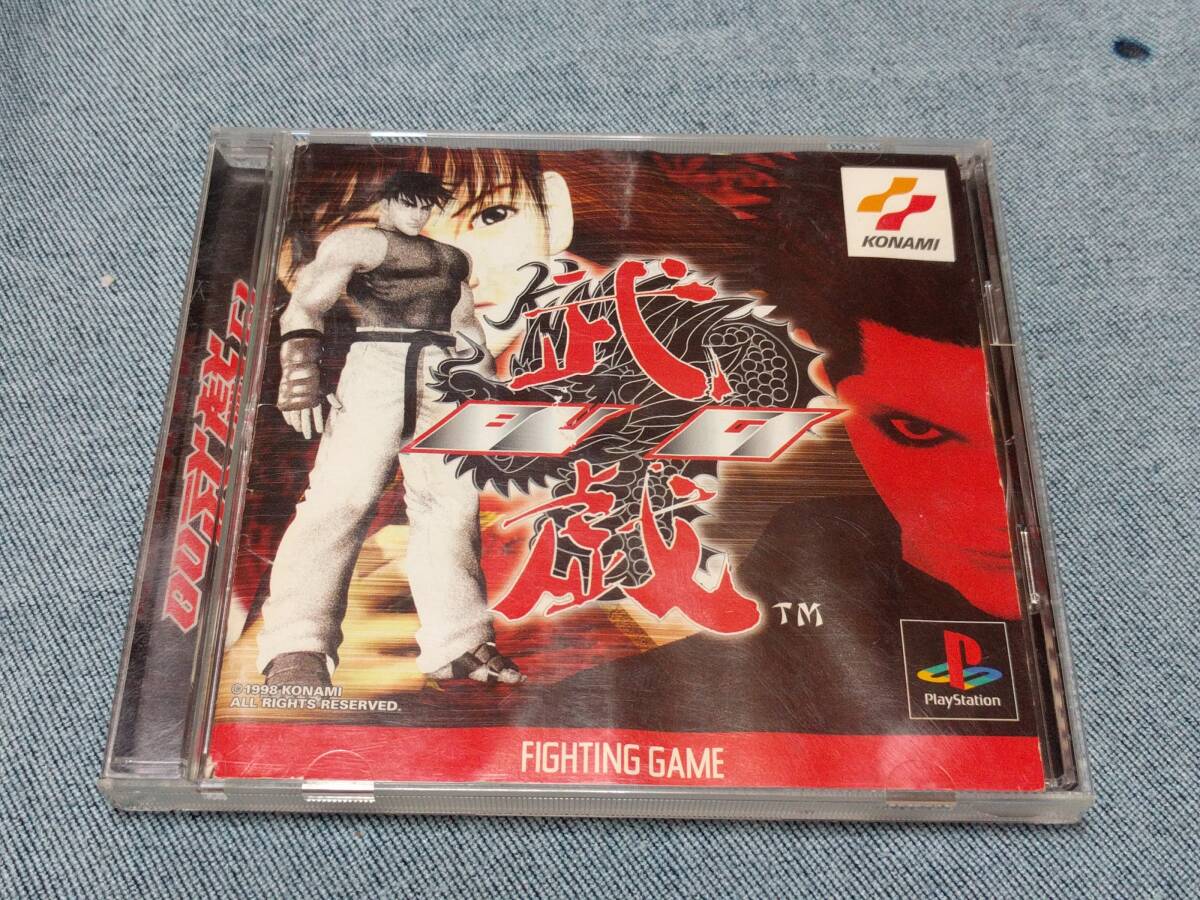 KONAMI
武
BU GI
戯
TM
PlayStation
©1998 KONAMI
ALL RIGHTS RESERVED.
FIGHTING GAME